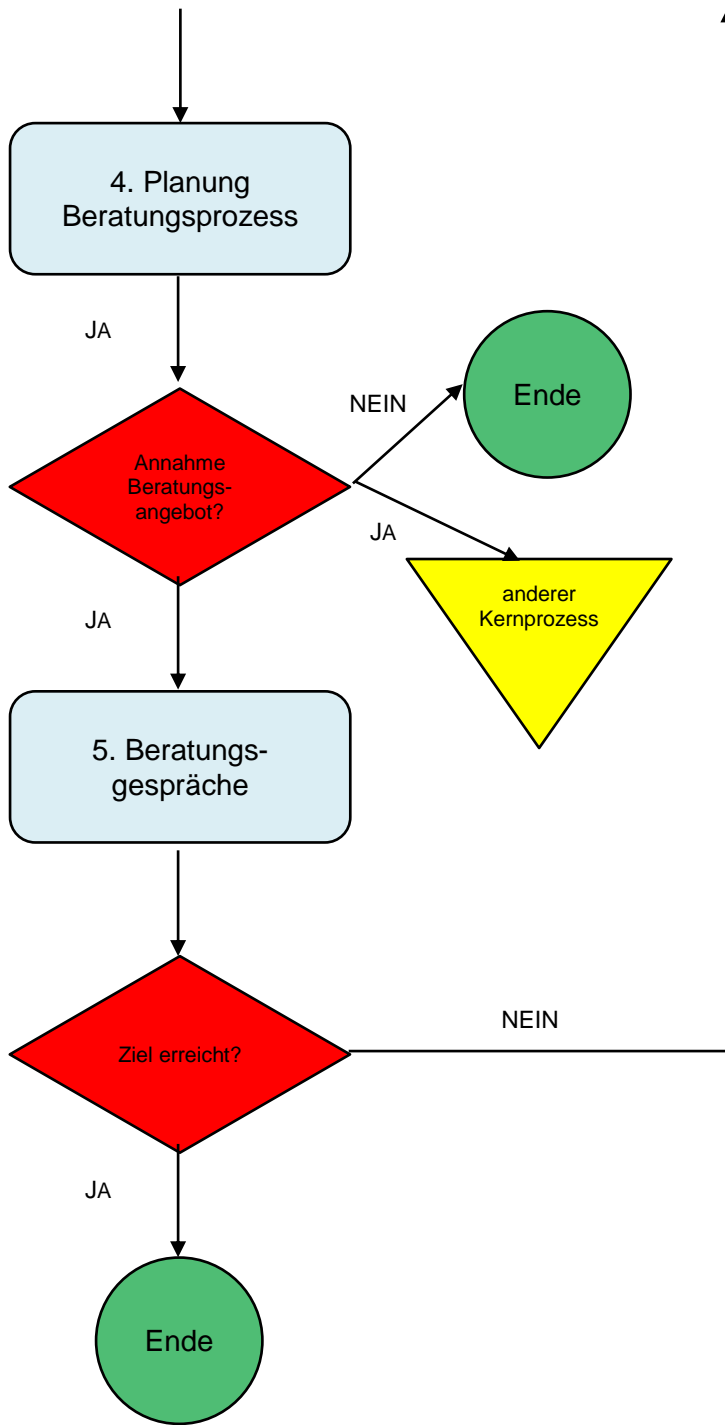 4. Planung
Beratungsprozess
JA
Ende
NEIN
Annahme
Beratungs-
angebot?
JA
anderer
Kernprozess
JA
5. Beratungs-
gespräche
NEIN
Ziel erreicht?
JA
Ende